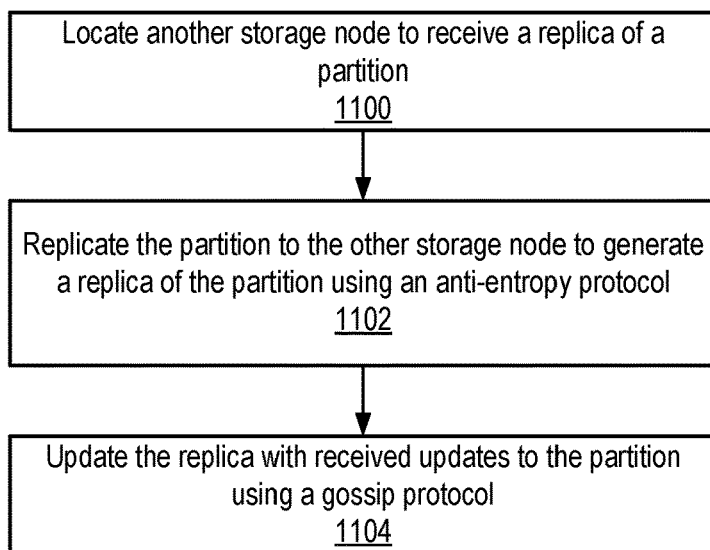 Locate another storage node to receive a replica of a
partition
1100
Replicate the partition to the other storage node to generate
a replica of the partition using an anti-entropy protocol
1102
Update the replica with received updates to the partition
using a gossip protocol
1104